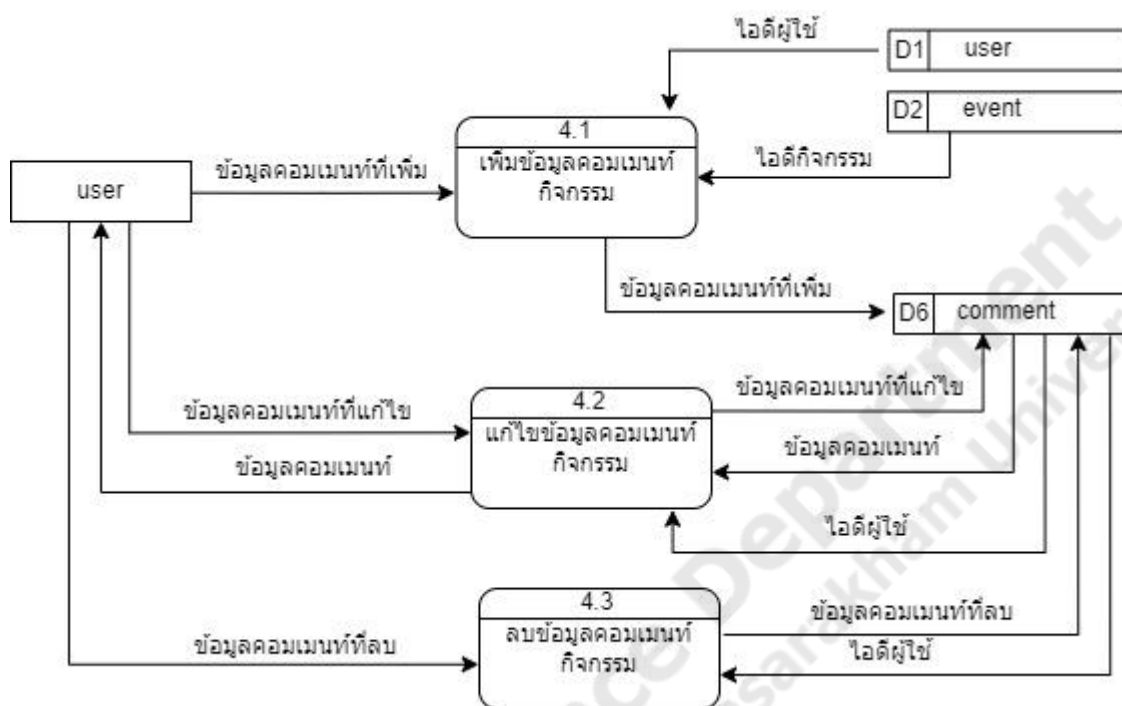 ไอดีผู้ใช้
D1 user
D2 event
4.1
เพิ่มข้อมูลคอมเมนท์
กิจกรรม
ไอดีกิจกรรม
user
ข้อมูลคอมเมนท์ที่เพิ่ม
ข้อมูลคอมเมนท์ที่เพิ่ม
D6 comment
4.2
แก้ไขข้อมูลคอมเมนท์
กิจกรรม
ข้อมูลคอมเมนท์ที่แก้ไข
ข้อมูลคอมเมนท์ที่แก้ไข
ข้อมูลคอมเมนท์
ข้อมูลคอมเมนท์
ไอดีผู้ใช้
4.3
ลบข้อมูลคอมเมนท์
กิจกรรม
ข้อมูลคอมเมนท์ที่ลบ
ข้อมูลคอมเมนท์ที่ลบ
ไอดีผู้ใช้
Department